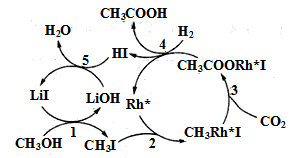 CH₃COOH
H₂O
HI
4
H₂
5
CH₃COORh*I
LiI
LiOH
Rh*
3
1
CH₃OH
CH₃I
2
CH₃Rh*I
CO₂